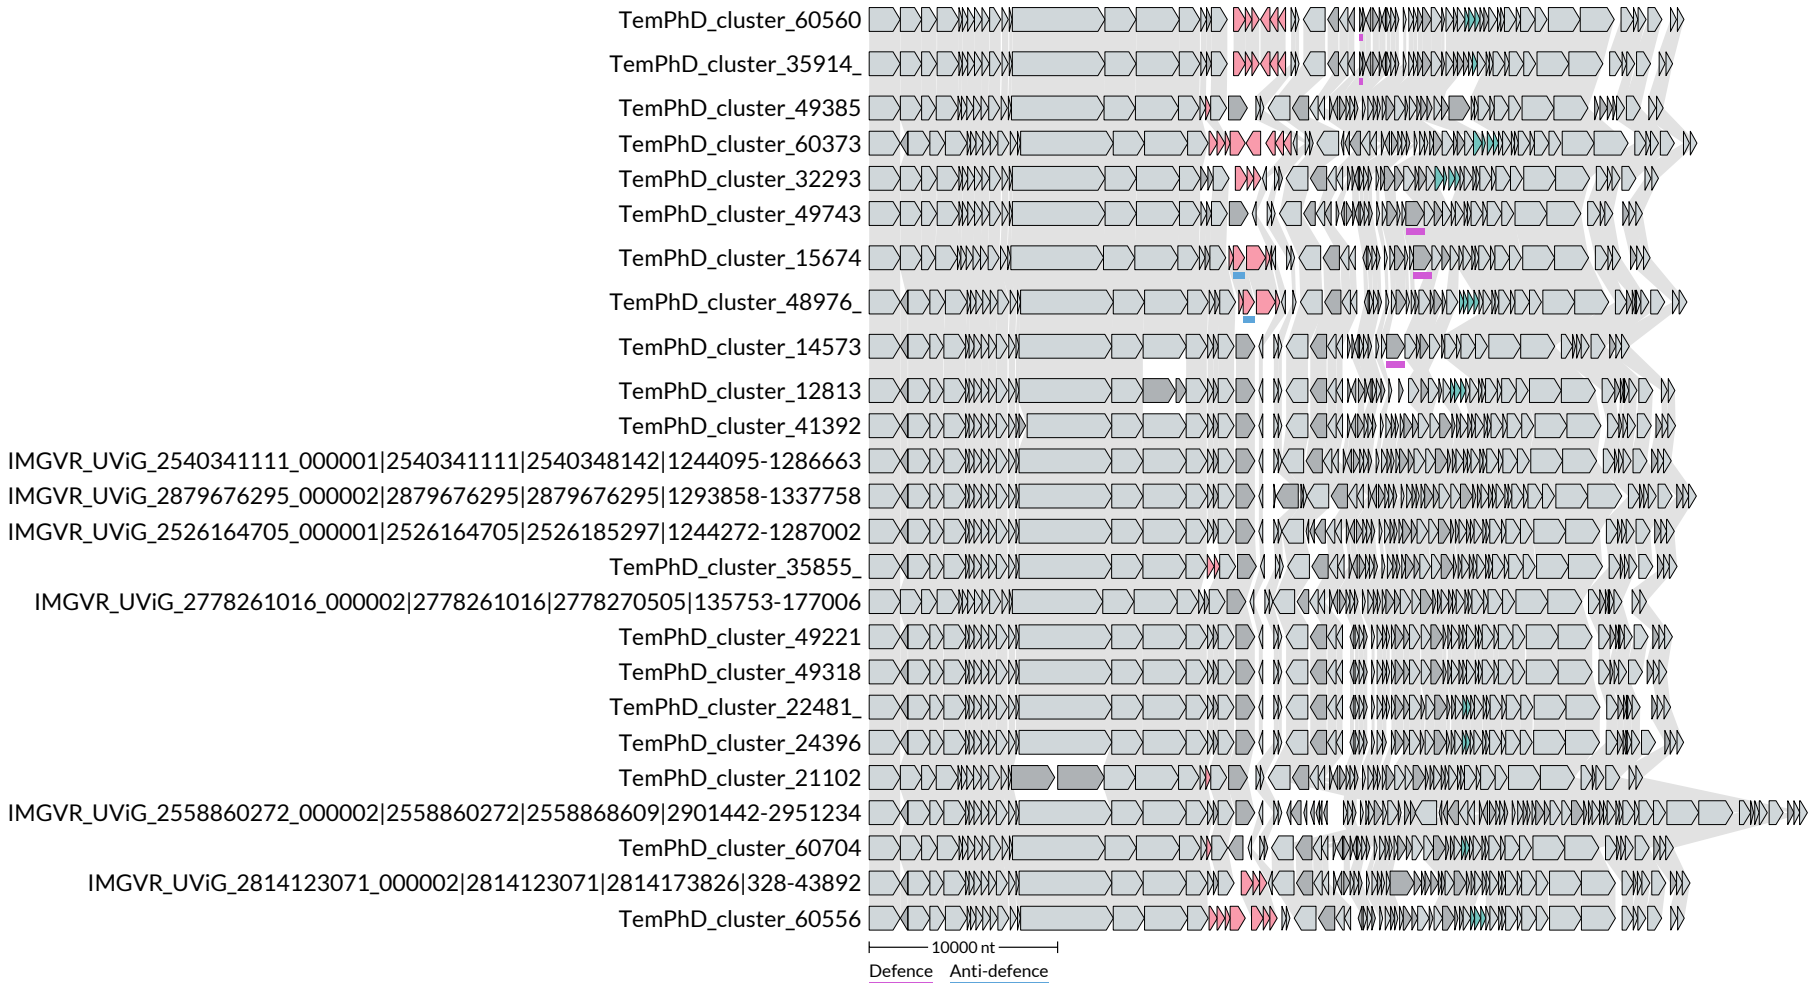 TemPhD_cluster_60560
TemPhD_cluster_35914_
TemPhD_cluster_49385
TemPhD_cluster_60373
TemPhD_cluster_32293
TemPhD_cluster_49743
TemPhD_cluster_15674
TemPhD_cluster_48976_
TemPhD_cluster_14573
TemPhD_cluster_12813
TemPhD_cluster_41392
IMGVR_UViG_2540341111_000001|2540341111|2540348142|1244095-1286663
IMGVR_UViG_2879676295_000002|2879676295|2879676295|1293858-1337758
IMGVR_UViG_2526164705_000001|2526164705|2526185297|1244272-1287002
TemPhD_cluster_35855_
IMGVR_UViG_2778261016_000002|2778261016|2778270505|135753-177006
TemPhD_cluster_49221
TemPhD_cluster_49318
TemPhD_cluster_22481_
TemPhD_cluster_24396
TemPhD_cluster_21102
IMGVR_UViG_2558860272_000002|2558860272|2558868609|2901442-2951234
TemPhD_cluster_60704
IMGVR_UViG_2814123071_000002|2814123071|2814173826|328-43892
TemPhD_cluster_60556
10000 nt
Defence Anti-defence